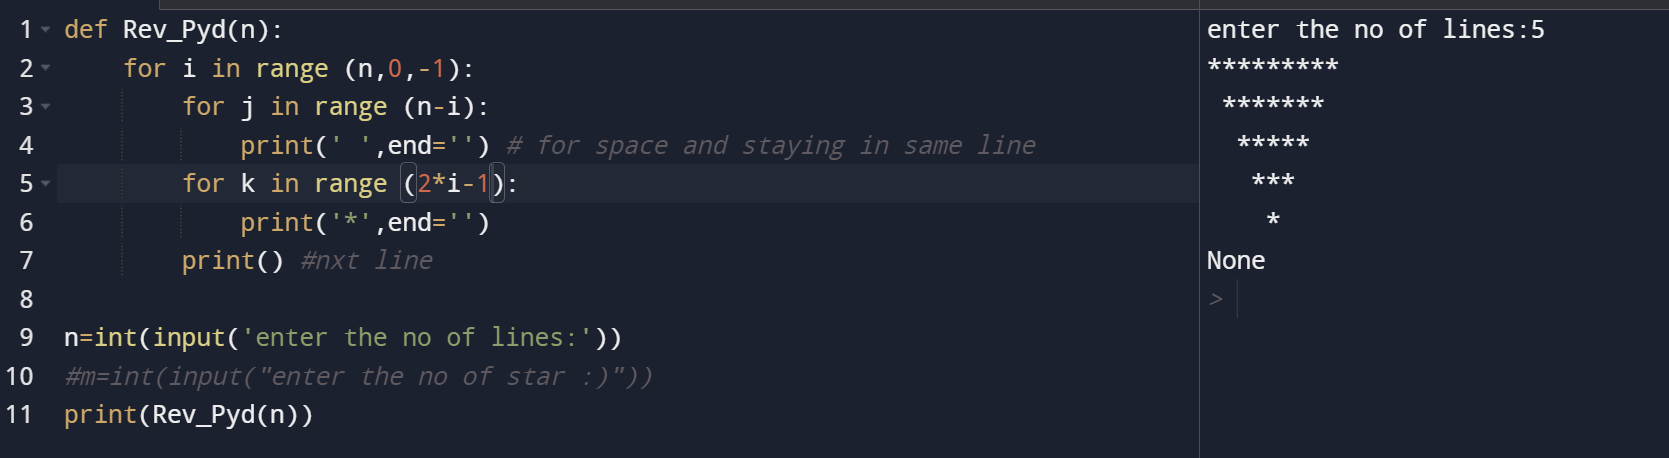 1 def Rev_Pyd(n):
2     for i in range (n,0,-1):
3         for j in range (n-i):
4             print(' ',end='') # for space and staying in same line
5         for k in range (2*i-1):
6             print('*',end='')
7         print() #nxt line
8
9 n=int(input('enter the no of lines:'))
10 #m=int(input("enter the no of star :)"))
11 print(Rev_Pyd(n))
enter the no of lines:5
*********
 *******
  *****
   ***
    *
None
>